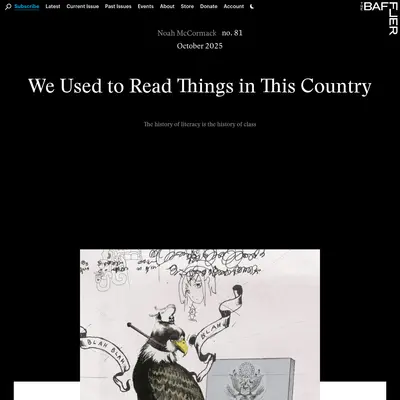 Subscribe Latest Current Issue Past Issues Events About Store Donate Account
THE BAFFLER
Noah McCormack no. 81
October 2025
We Used to Read Things in This Country
The history of literacy is the history of class
BLAH BLAH
BLAH